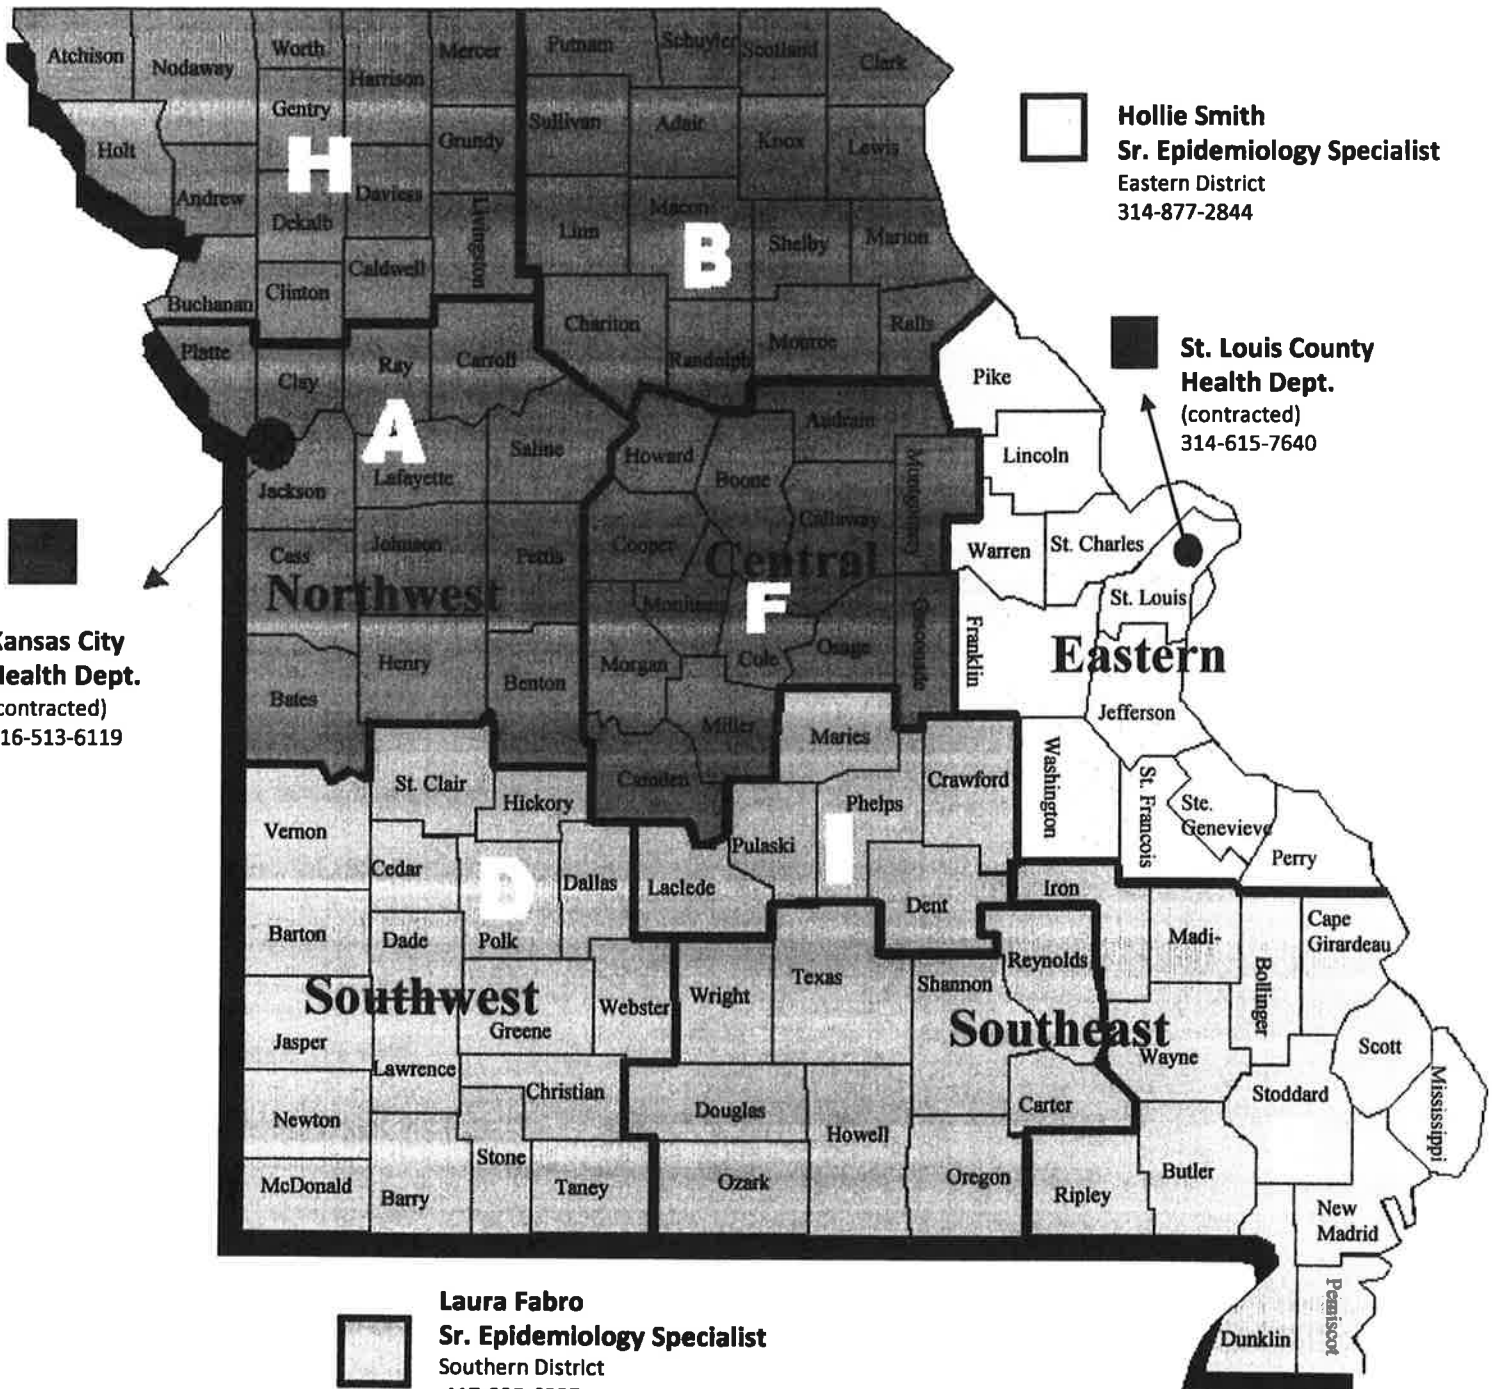 Atchison
Nodaway
Worth
Harrison
Mercer
Putnam
Schuyler
Scotland
Clark
Gentry
Holt
H
Grundy
Sullivan
Adair
Knox
Lewis
Andrew
Dekalb
Daviess
Livingston
Linn
Macon
B
Shelby
Marion
Buchanan
Clinton
Caldwell
Chariton
Randolph
Monroe
Ralls
Platte
Clay
Ray
Carroll
A
Pike
Audrain
Lincoln
Jackson
Lafayette
Saline
Howard
Boone
Callaway
Montgomery
Cass
Johnson
Pettis
Cooper
Central
Warren
St. Charles
Northwest
Moniteau
F
St. Louis
Bates
Henry
Benton
Morgan
Cole
Osage
Gasconade
Franklin
Eastern
Miller
Maries
Jefferson
Camden
St. Clair
Hickory
Phelps
Crawford
Washington
St. Francois
Ste.
Genevieve
Perry
Vernon
Cedar
D
Dallas
Laclede
Pulaski
I
Dent
Iron
Barton
Dade
Polk
Madi-
Bollinger
Cape
Girardeau
Southwest
Webster
Wright
Texas
Shannon
Reynolds
Southeast
Jasper
Greene
Wayne
Scott
Mississippi
Lawrence
Christian
Newton
Douglas
Howell
Carter
Stoddard
McDonald
Barry
Stone
Taney
Ozark
Oregon
Ripley
Butler
New
Madrid
Dunklin
Pemiscot
Hollie Smith
Sr. Epidemiology Specialist
Eastern District
314-877-2844
St. Louis County
Health Dept.
(contracted)
314-615-7640
Kansas City
Health Dept.
contracted)
16-513-6119
Laura Fabro
Sr. Epidemiology Specialist
Southern District